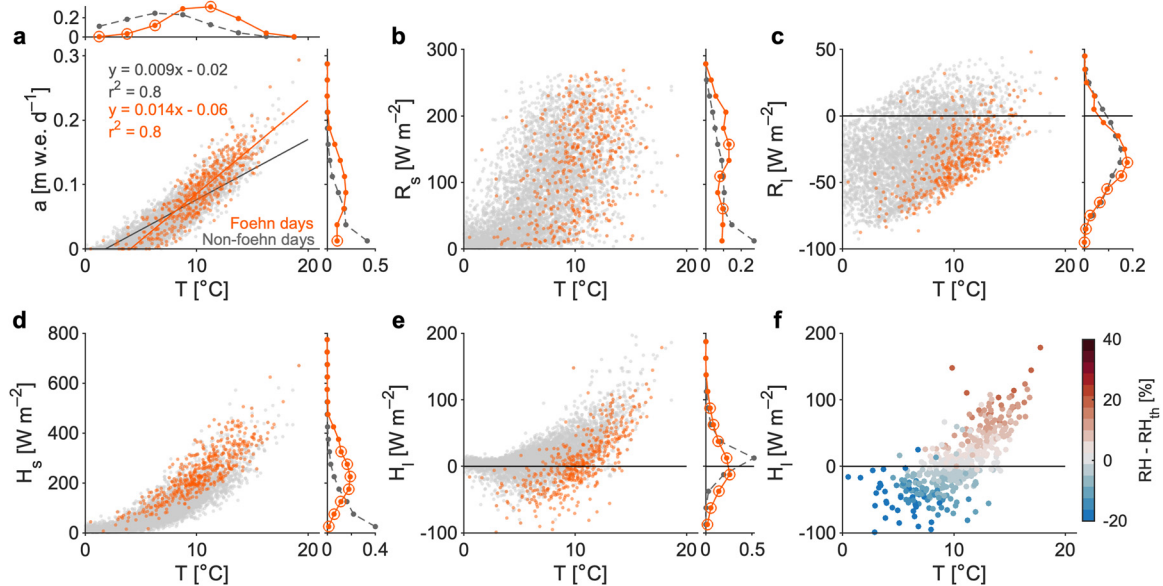 0.2
0
a
b
c
a [m w.e. d⁻¹]
0.3
0.2
0.1
0
y = 0.009x - 0.02
r² = 0.8
y = 0.014x - 0.06
r² = 0.8
Foehn days
Non-foehn days
0 10 20 0 0.5
T [°C]
Rₛ [W m⁻²]
300
200
100
0
0 10 20 0 0.2
T [°C]
Rₗ [W m⁻²]
50
0
-50
-100
0 10 20 0 0.2
T [°C]
d
e
f
Hₛ [W m⁻²]
800
600
400
200
0
0 10 20 0 0.4
T [°C]
Hₗ [W m⁻²]
200
100
0
-100
0 10 20 0 0.5
T [°C]
Hₗ [W m⁻²]
200
100
0
-100
0 10 20
T [°C]
40
20
0
-20
RH - RHₜₕ [%]